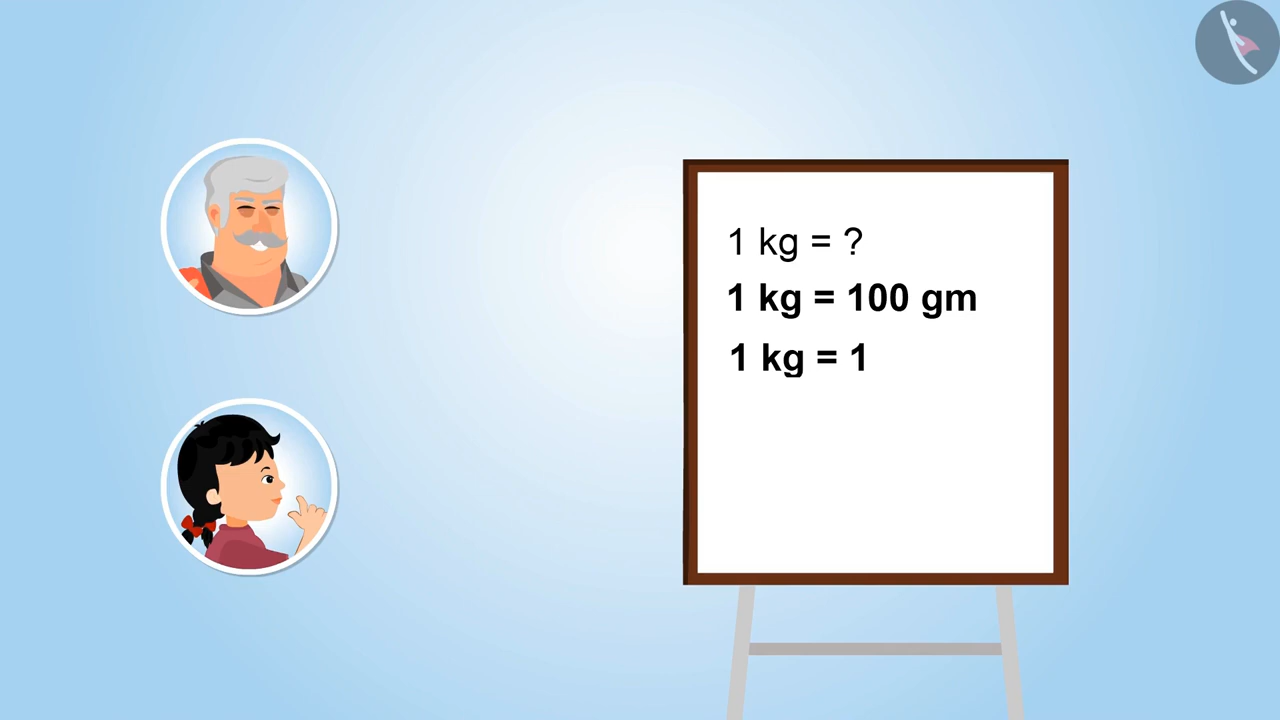 1 kg = ?
1 kg = 100 gm
1 kg = 1